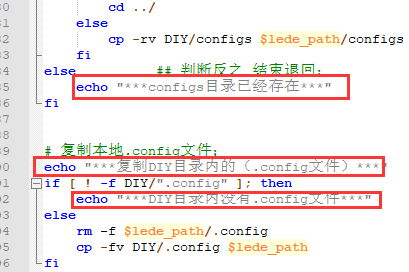 cd ../
else
cp -rv DIY/configs $lede_path/configs
82 fi
else ## 判断反之 结束退回;
85 echo "***configs目录已经存在***"
86 fi
# 复制本地.config文件;
echo "***复制DIY目录内的（.config文件）***"
if [ ! -f DIY/".config" ]; then
echo "***DIY目录内没有.config文件***"
else
rm -f $lede_path/.config
cp -fv DIY/.config $lede_path
fi